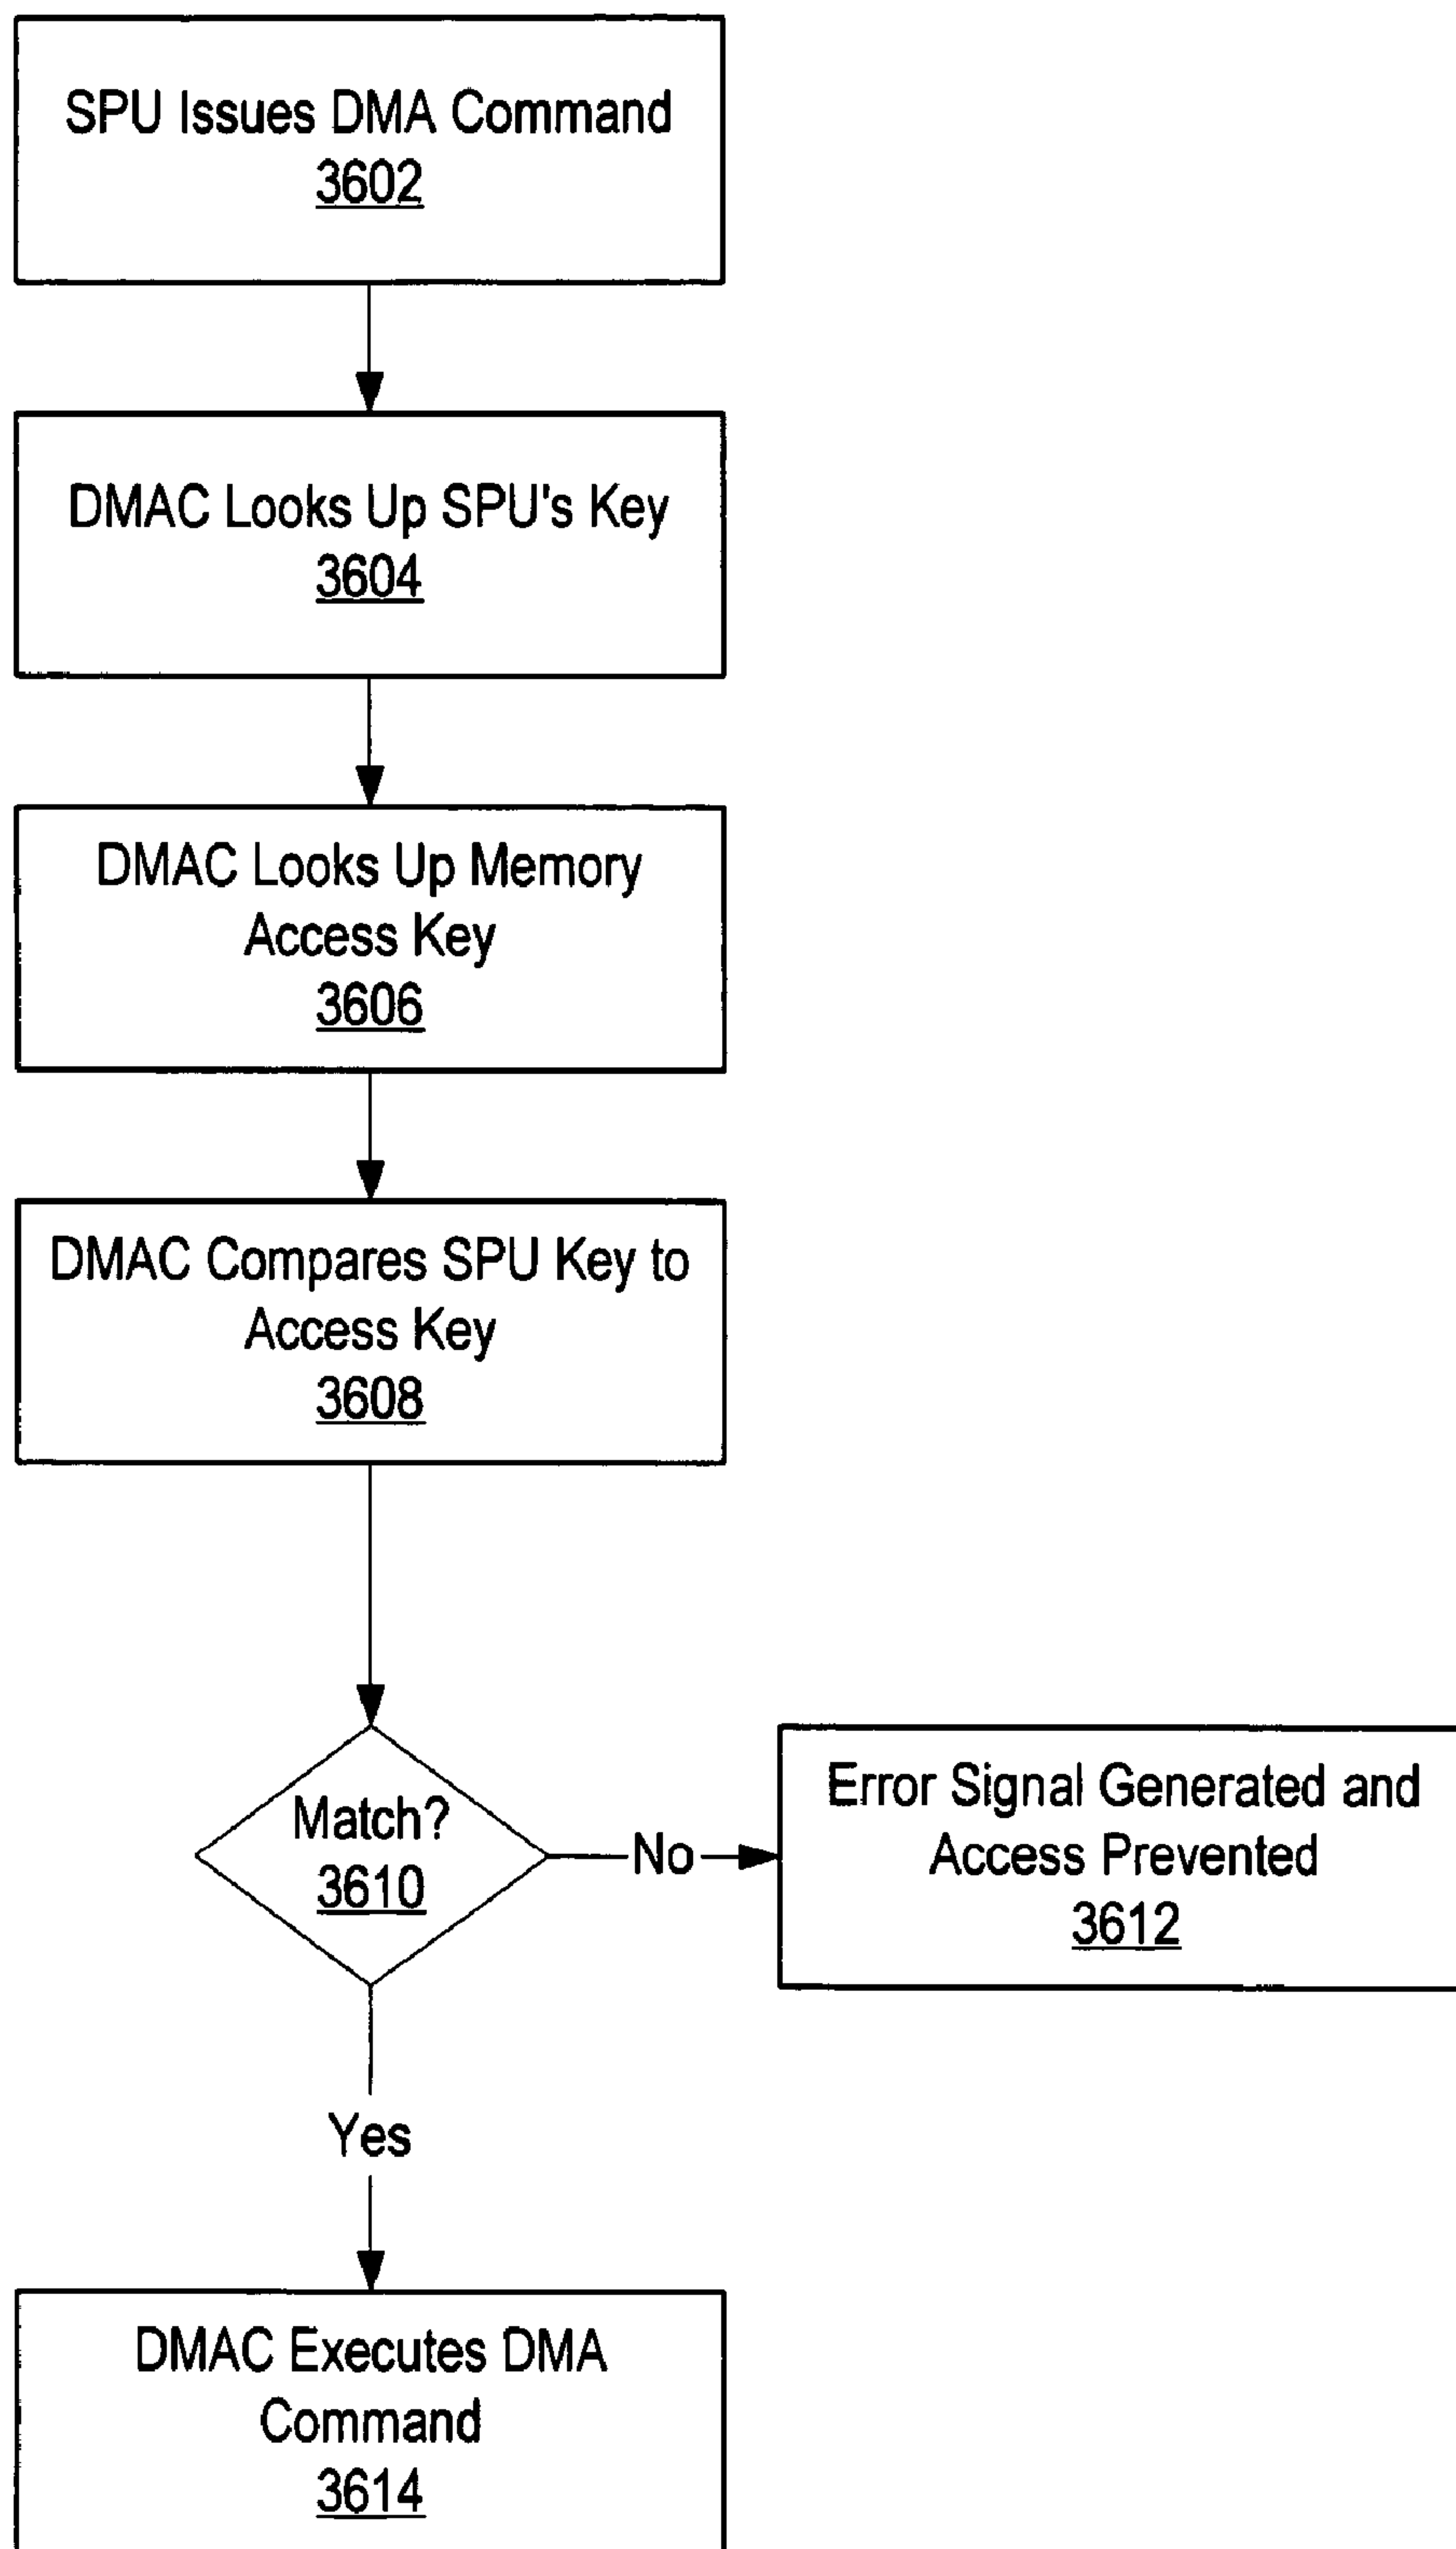 SPU Issues DMA Command
3602
DMAC Looks Up SPU's Key
3604
DMAC Looks Up Memory
Access Key
3606
DMAC Compares SPU Key to
Access Key
3608
Match?
3610
No
Error Signal Generated and
Access Prevented
3612
Yes
DMAC Executes DMA
Command
3614